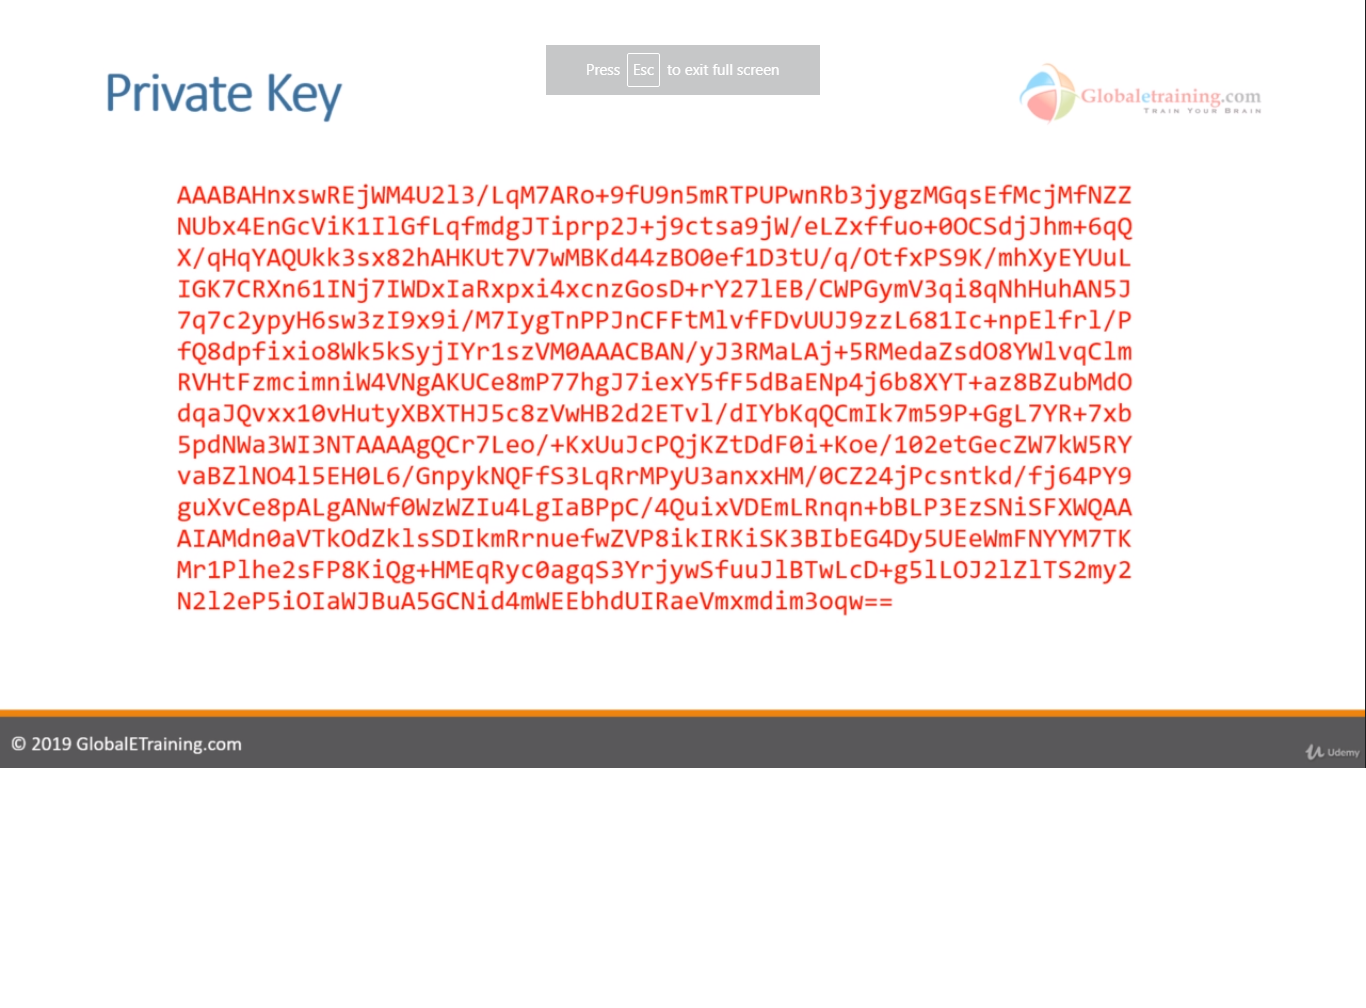 Press Esc to exit full screen
Private Key
Globaletraining.com
TRAIN YOUR BRAIN
AAABAHnxswREjWM4U2l3/LqM7ARo+9fU9n5mRTPUPwnRb3jygzMGqsEfMcjMfNZZ
NUbx4EnGcViK1IlGfLqfmdgJTiprp2J+j9ctsa9jW/eLZxffuo+0OCSdjJhm+6qQ
X/qHqYAQUkk3sx82hAHKUt7V7wMBKd44zBO0ef1D3tU/q/OtfxPS9K/mhXyEYUuL
IGK7CRXn61INj7IWDxIaRxpxi4xcnzGosD+rY27lEB/CWPGymV3qi8qNhHuhAN5J
7q7c2ypyH6sw3zI9x9i/M7IygTnPPJnCFFtMlvfFDvUUJ9zzL681Ic+npElfrl/P
fQ8dpfixio8Wk5kSyjIYr1szVM0AAACBAN/yJ3RMaLAj+5RMedaZsdO8YWlvqClm
RVHtFzmcimniW4VNgAKUCe8mP77hgJ7iexY5fF5dBaENp4j6b8XYT+az8BZubMdO
dqaJQvxx10vHutyXBXTHJ5c8zVwHB2d2ETvl/dIYbKqQCmIk7m59P+GgL7YR+7xb
5pdNWa3WI3NTAAAAgQCr7Leo/+KxUuJcPQjKZtDdF0i+Koe/102etGecZW7kW5RY
vaBZlNO4l5EH0L6/GnpykNQFfS3LqRrMPyU3anxxHM/0CZ24jPcsntkd/fj64PY9
guXvCe8pALgANwf0WzWZIu4LgIaBPpC/4QuixVDEmLRnqn+bBLP3EzSNiSFXWQAA
AIAMdn0aVTkOdZklsSDIkmRrnuefwZVP8ikIRKiSK3BIbEG4Dy5UEeWmFNYYM7TK
Mr1Plhe2sFP8KiQg+HMEqRyc0agqS3YrjywSfuuJlBTwLcD+g5lLOJ2lZlTS2my2
N2l2eP5iOIaWJBuA5GCNid4mWEEbhdUIRaeVmxmdim3oqw==
© 2019 GlobalETraining.com
Udemy